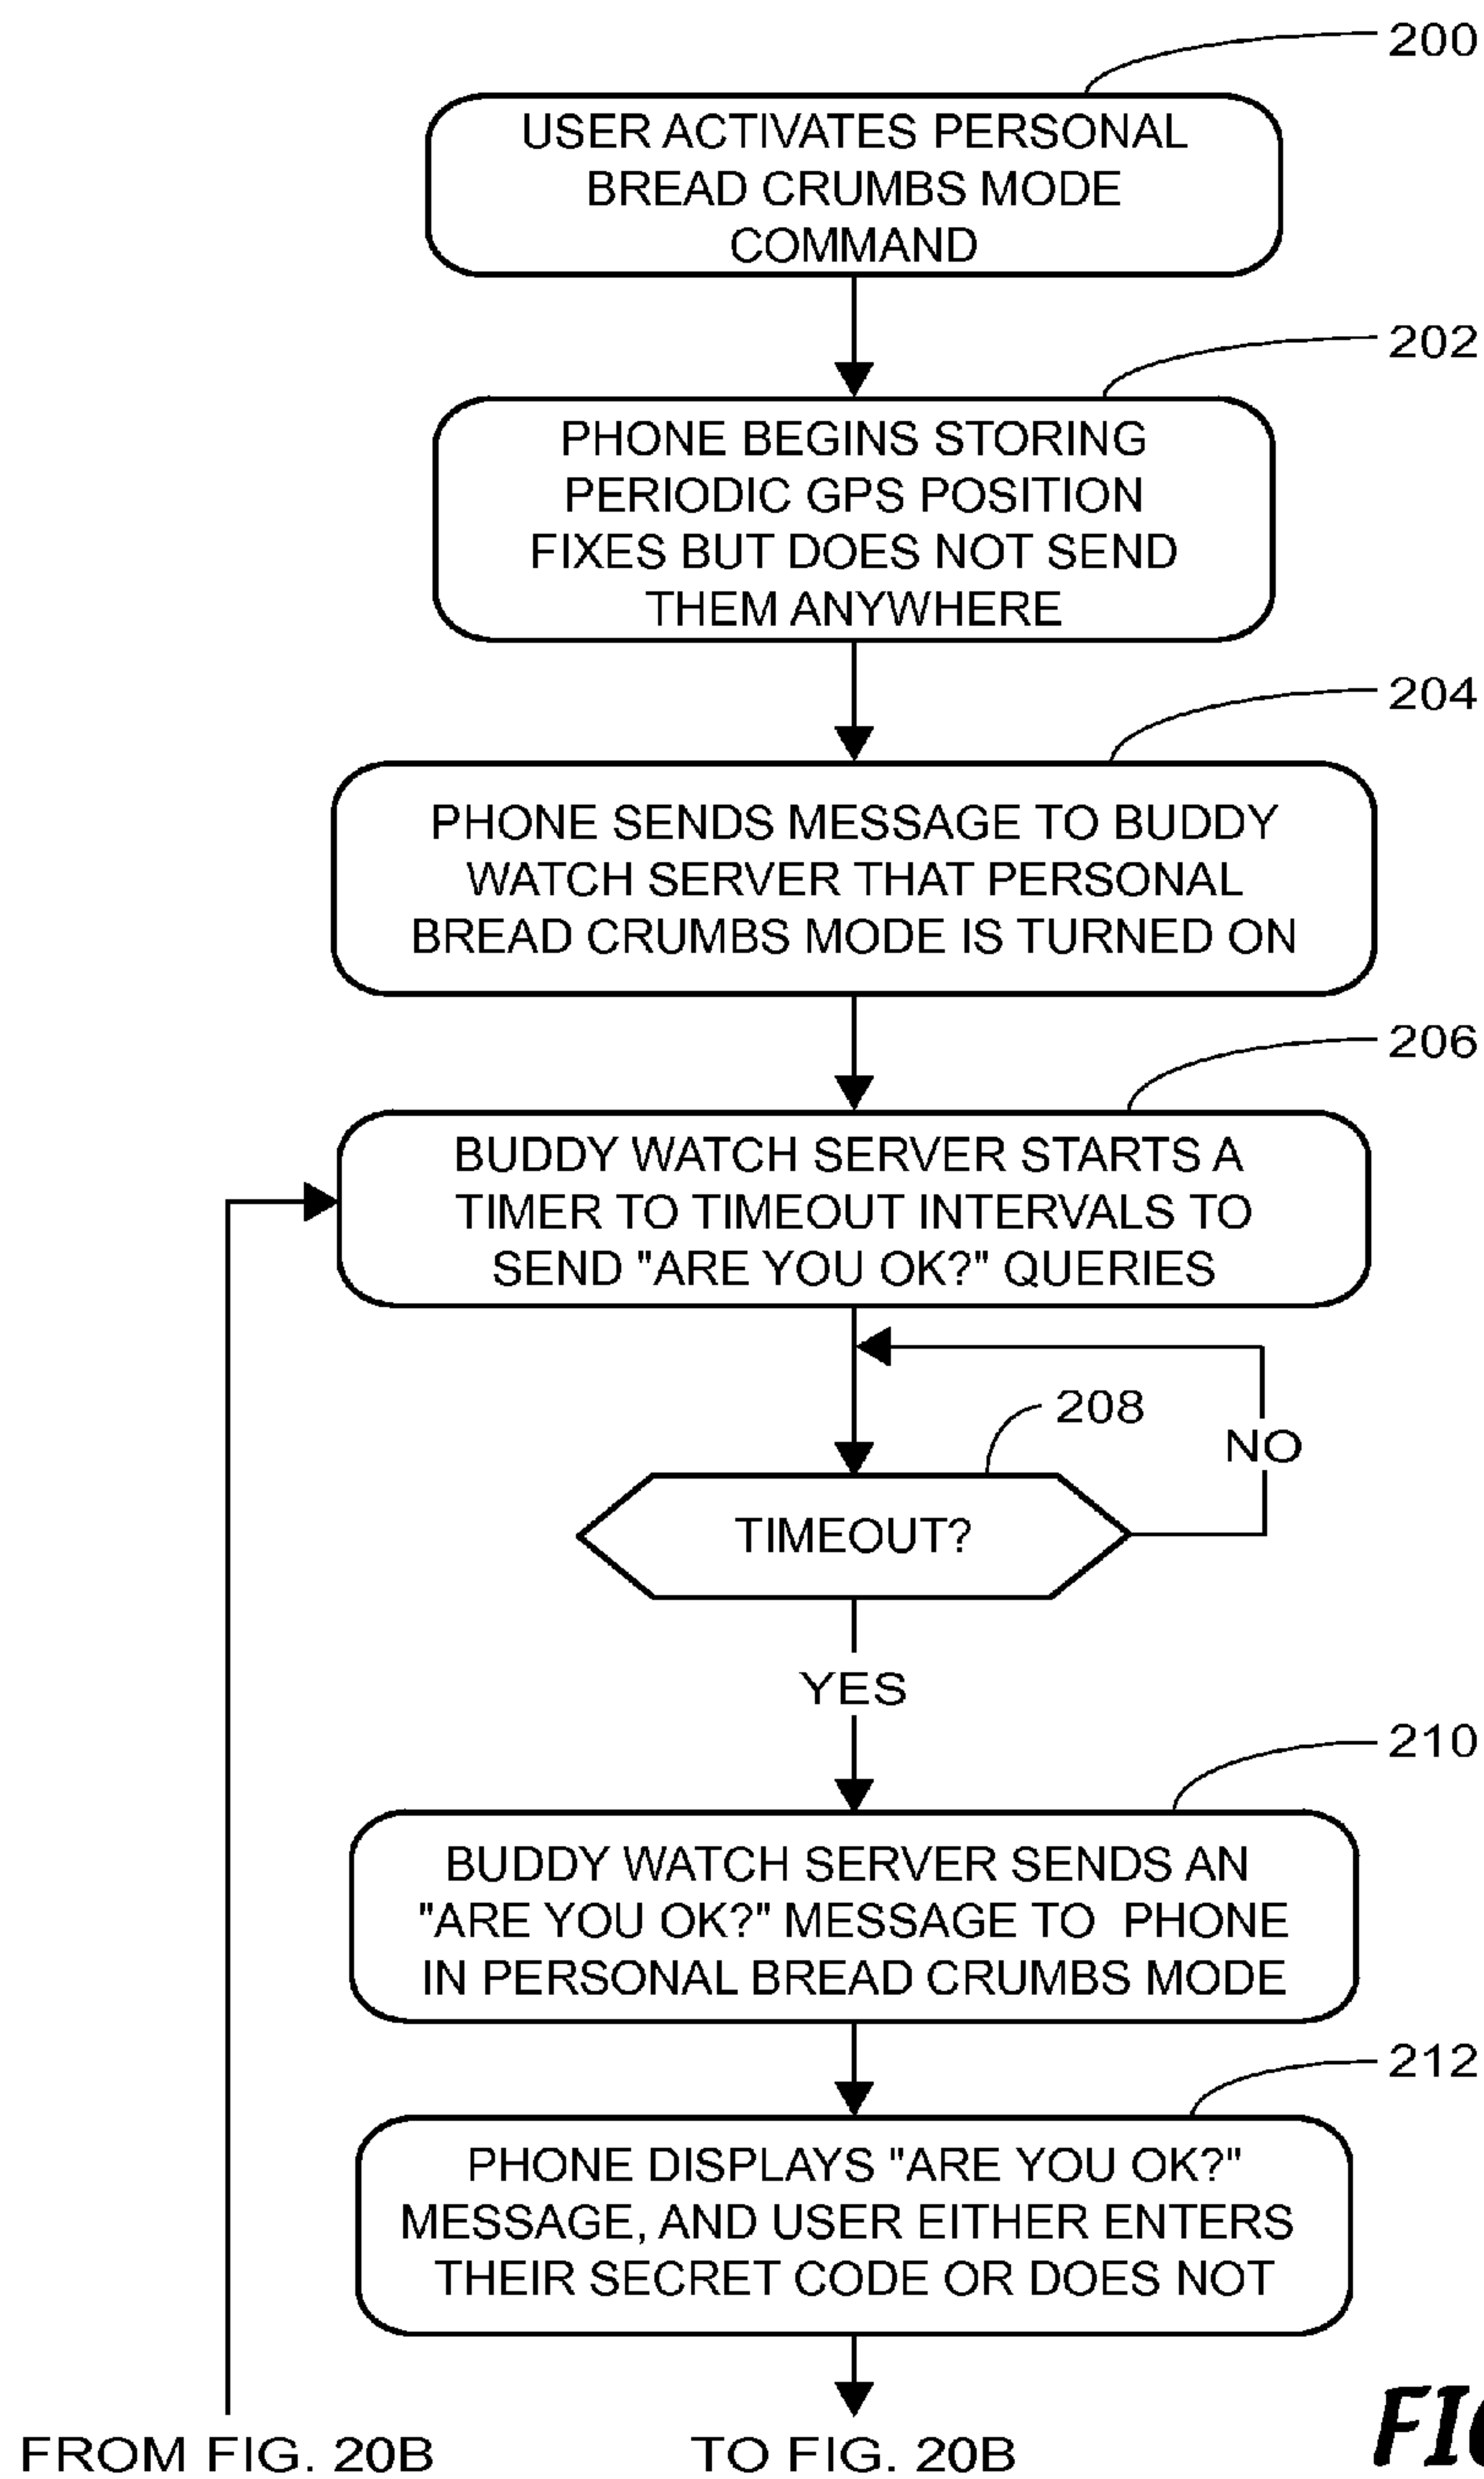 200
USER ACTIVATES PERSONAL
BREAD CRUMBS MODE
COMMAND
202
PHONE BEGINS STORING
PERIODIC GPS POSITION
FIXES BUT DOES NOT SEND
THEM ANYWHERE
204
PHONE SENDS MESSAGE TO BUDDY
WATCH SERVER THAT PERSONAL
BREAD CRUMBS MODE IS TURNED ON
206
BUDDY WATCH SERVER STARTS A
TIMER TO TIMEOUT INTERVALS TO
SEND "ARE YOU OK?" QUERIES
208
NO
TIMEOUT?
YES
210
BUDDY WATCH SERVER SENDS AN
"ARE YOU OK?" MESSAGE TO PHONE
IN PERSONAL BREAD CRUMBS MODE
212
PHONE DISPLAYS "ARE YOU OK?"
MESSAGE, AND USER EITHER ENTERS
THEIR SECRET CODE OR DOES NOT
FROM FIG. 20B
TO FIG. 20B